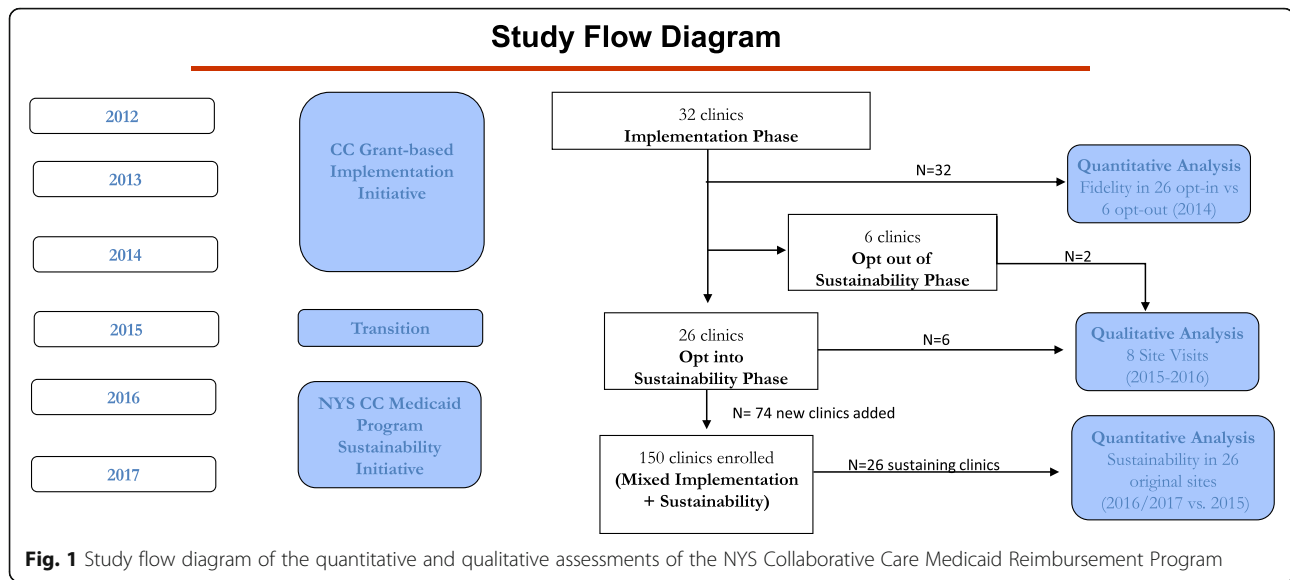 Study Flow Diagram
2012
2013
2014
2015
2016
2017
CC Grant-based
Implementation
Initiative
Transition
NYS CC Medicaid
Program
Sustainability
Initiative
32 clinics
Implementation Phase
N=32
Quantitative Analysis
Fidelity in 26 opt-in vs
6 opt-out (2014)
6 clinics
Opt out of
Sustainability Phase
N=2
26 clinics
Opt into
Sustainability Phase
N=6
Qualitative Analysis
8 Site Visits
(2015-2016)
N= 74 new clinics added
150 clinics enrolled
(Mixed Implementation
+ Sustainability)
N=26 sustaining clinics
Quantitative Analysis
Sustainability in 26
original sites
(2016/2017 vs. 2015)
Fig. 1 Study flow diagram of the quantitative and qualitative assessments of the NYS Collaborative Care Medicaid Reimbursement Program